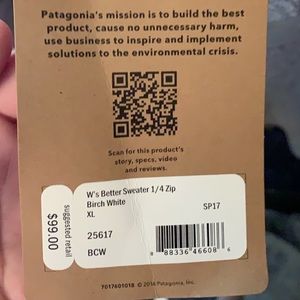 Patagonia's mission is to build the best
product, cause no unnecessary harm,
use business to inspire and implement
solutions to the environmental crisis.
Scan for this product's
story, specs, video
and reviews.
suggested retail
$99.00
W's Better Sweater 1/4 Zip
Birch White
XL
SP17
25617
BCW
8 88336 46608 6
7017601018 © 2016 Patagonia, Inc.